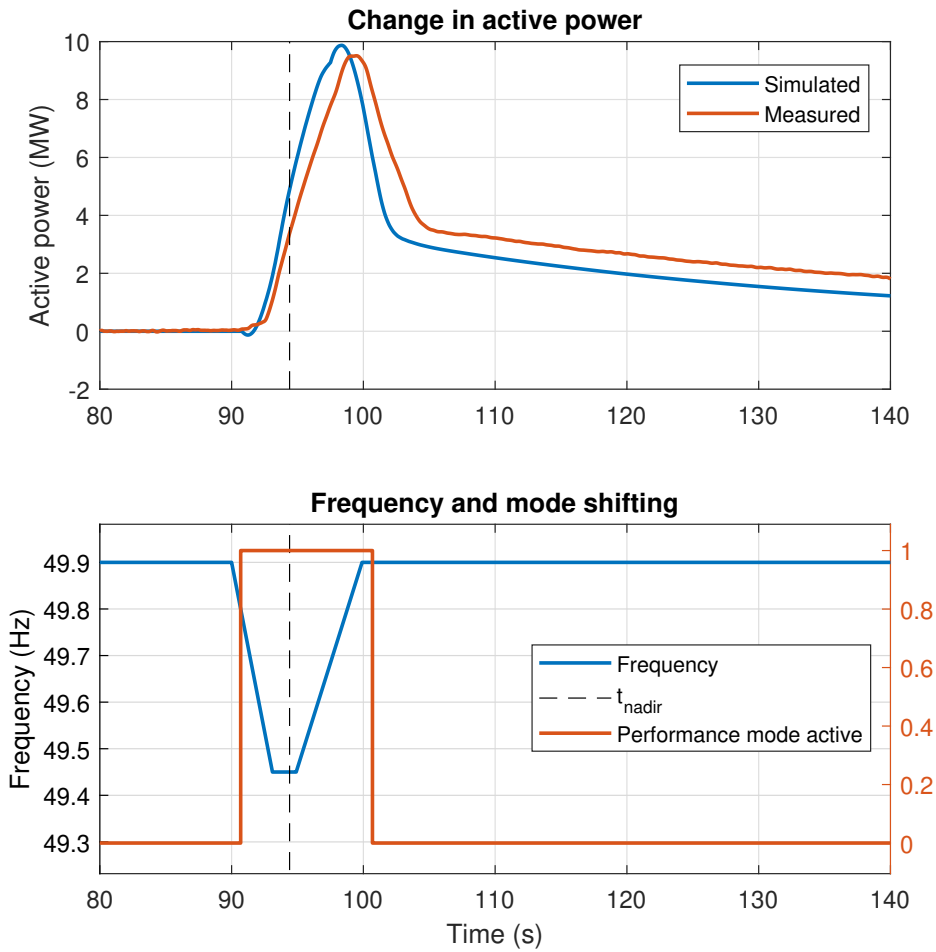 Change in active power
Active power (MW)
10
8
6
4
2
0
-2
80 90 100 110 120 130 140
Simulated
Measured
Frequency and mode shifting
Frequency (Hz)
49.9
49.8
49.7
49.6
49.5
49.4
49.3
1
0.8
0.6
0.4
0.2
0
Frequency
t_nadir
Performance mode active
80 90 100 110 120 130 140
Time (s)